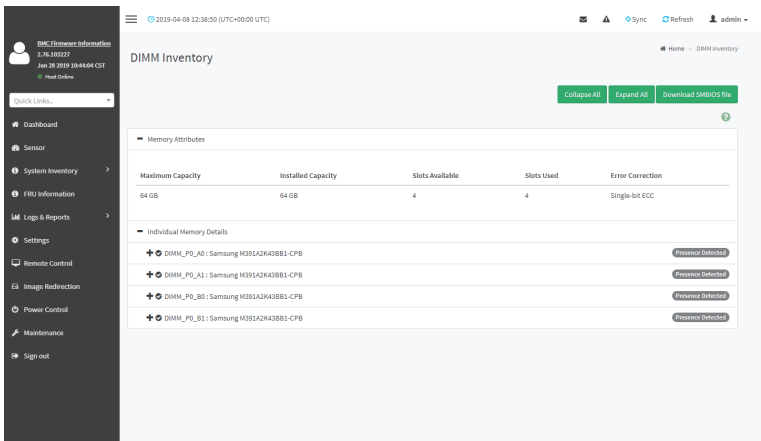 2019-04-08 12:38:50 (UTC+00:00 UTC)
Sync
Refresh
admin
BMC Firmware Information
2.76.103227
Jan 28 2019 10:44:04 CST
Host Online
Quick Links..
Dashboard
Sensor
System Inventory
FRU Information
Logs & Reports
Settings
Remote Control
Image Redirection
Power Control
Maintenance
Sign out
DIMM Inventory
Home > DIMM Inventory
Collapse All Expand All Download SMBIOS file
Memory Attributes
Maximum Capacity Installed Capacity Slots Available Slots Used Error Correction
64 GB 64 GB 4 4 Single-bit ECC
Individual Memory Details
DIMM_P0_A0 : Samsung M391A2K43BB1-CPB Presence Detected
DIMM_P0_A1 : Samsung M391A2K43BB1-CPB Presence Detected
DIMM_P0_B0 : Samsung M391A2K43BB1-CPB Presence Detected
DIMM_P0_B1 : Samsung M391A2K43BB1-CPB Presence Detected